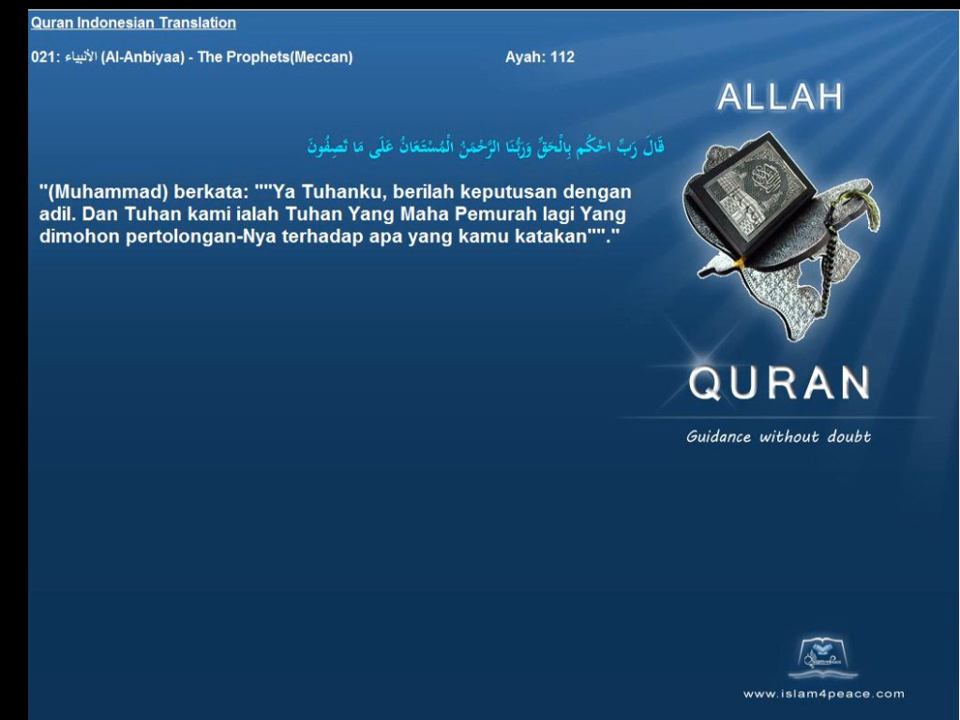 Quran Indonesian Translation
021: الأنبياء (Al-Anbiyaa) - The Prophets(Meccan) Ayah: 112
ALLAH
قَالَ رَبِّ احْكُم بِالْحَقِّ وَرَبُّنَا الرَّحْمَنُ الْمُسْتَعَانُ عَلَى مَا تَصِفُونَ
"(Muhammad) berkata: ""Ya Tuhanku, berilah keputusan dengan
adil. Dan Tuhan kami ialah Tuhan Yang Maha Pemurah lagi Yang
dimohon pertolongan-Nya terhadap apa yang kamu katakan""."
QURAN
Guidance without doubt
www.islam4peace.com